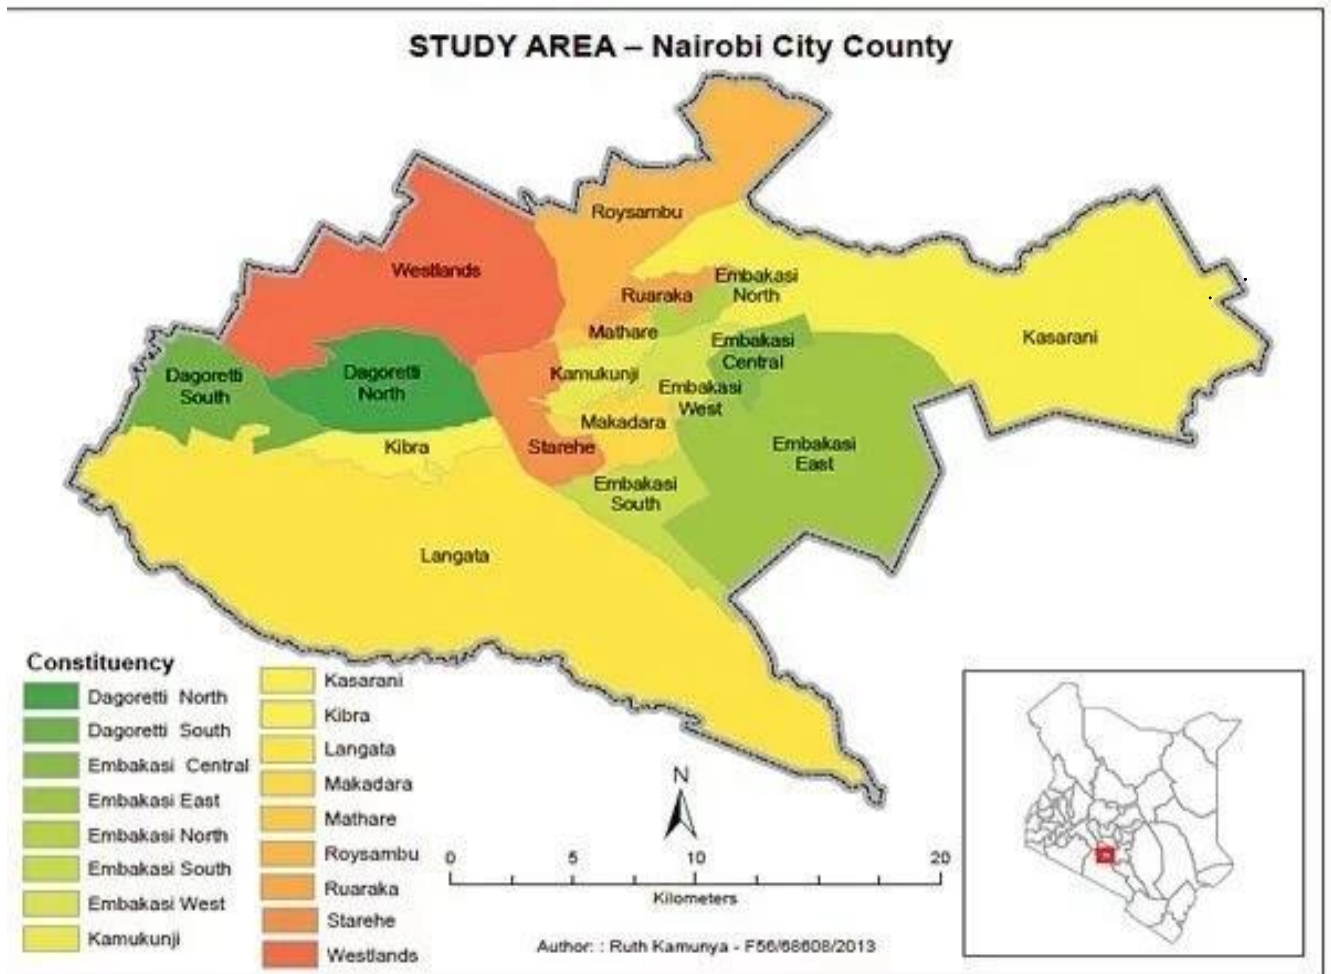 STUDY AREA – Nairobi City County
Roysambu
Westlands
Embakasi
North
Ruaraka
Mathare
Kasarani
Embakasi
Central
Dagoretti
South
Dagoretti
North
Kamukunji
Embakasi
West
Makadara
Kibra
Starehe
Embakasi
East
Embakasi
South
Langata
Constituency
Dagoretti North
Dagoretti South
Embakasi Central
Embakasi East
Embakasi North
Embakasi South
Embakasi West
Kamukunji
Kasarani
Kibra
Langata
Makadara
Mathare
Roysambu
Ruaraka
Starehe
Westlands
N
0 5 10 20
Kilometers
Author: : Ruth Kamunya - F56/68608/2013